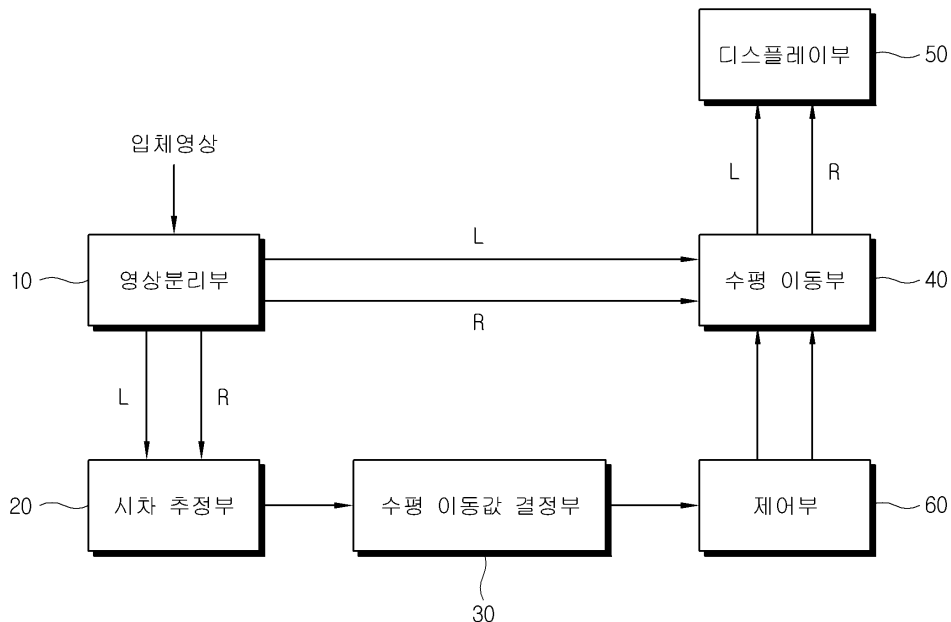 디스플레이부
50
입체영상
L
R
L
10
영상분리부
수평 이동부
40
R
L
R
20
시차 추정부
수평 이동값 결정부
제어부
60
30